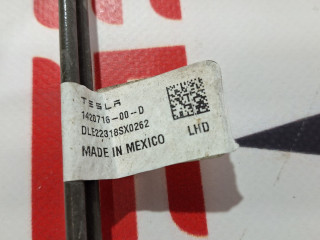 TESLA
1420716-00-D
DLE22318SX0262
MADE IN MEXICO
LHD